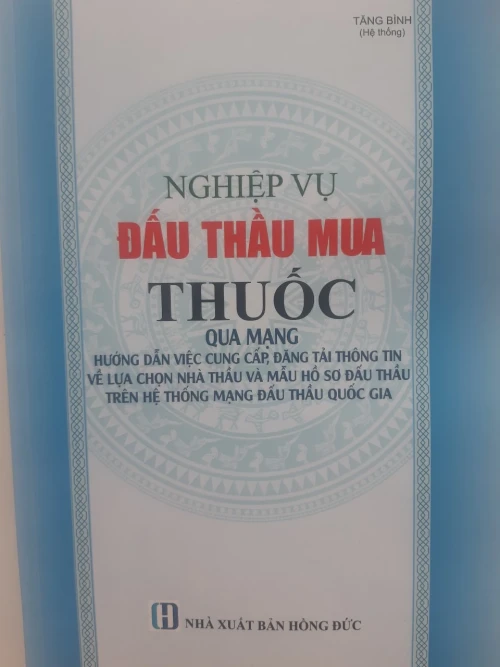 TĂNG BÌNH
(Hệ thống)
NGHIỆP VỤ
ĐẤU THẦU MUA
THUỐC
QUA MẠNG
HƯỚNG DẪN VIỆC CUNG CẤP, ĐĂNG TẢI THÔNG TIN
VỀ LỰA CHỌN NHÀ THẦU VÀ MẪU HỒ SƠ ĐẤU THẦU
TRÊN HỆ THỐNG MẠNG ĐẤU THẦU QUỐC GIA
NHÀ XUẤT BẢN HỒNG ĐỨC